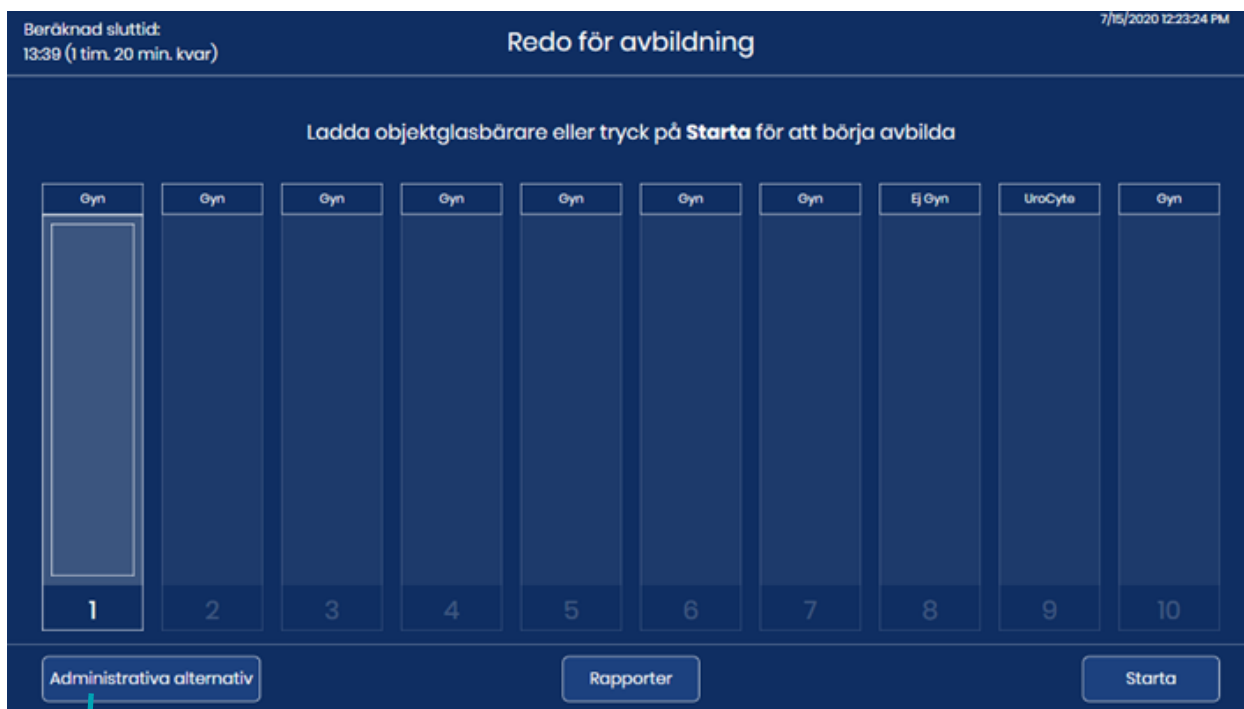 Beräknad sluttid:
13:39 (1 tim. 20 min. kvar)
Redo för avbildning
7/15/2020 12:23:24 PM
Ladda objektglasbärare eller tryck på Starta för att börja avbilda
Gyn Gyn Gyn Gyn Gyn Gyn Gyn Ej Gyn UroCyte Gyn
1 2 3 4 5 6 7 8 9 10
Administrativa alternativ Rapporter Starta